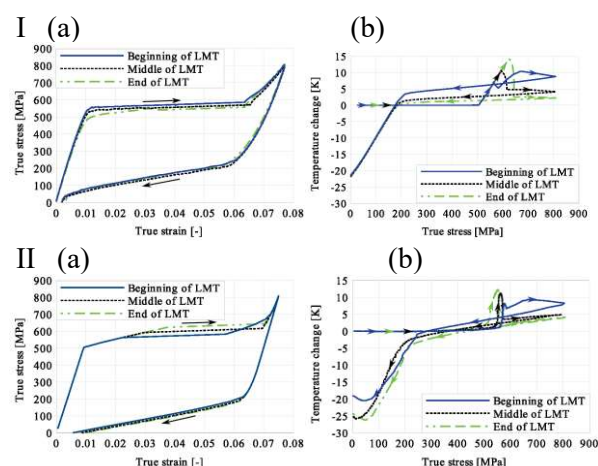 I (a)
(b)
True stress [MPa]
900
800
700
600
500
400
300
200
100
0
Beginning of LMT
Middle of LMT
End of LMT
0 0.01 0.02 0.03 0.04 0.05 0.06 0.07 0.08
True strain [-]
Temperature change [K]
15
10
5
0
-5
-10
-15
-20
-25
Beginning of LMT
Middle of LMT
End of LMT
0 100 200 300 400 500 600 700 800 900
True stress [MPa]
II (a)
(b)
True stress [MPa]
900
800
700
600
500
400
300
200
100
0
Beginning of LMT
Middle of LMT
End of LMT
0 0.01 0.02 0.03 0.04 0.05 0.06 0.07 0.08
True strain [-]
Temperature change [K]
15
10
5
0
-5
-10
-15
-20
-25
-30
Beginning of LMT
Middle of LMT
End of LMT
0 100 200 300 400 500 600 700 800 900
True stress [MPa]